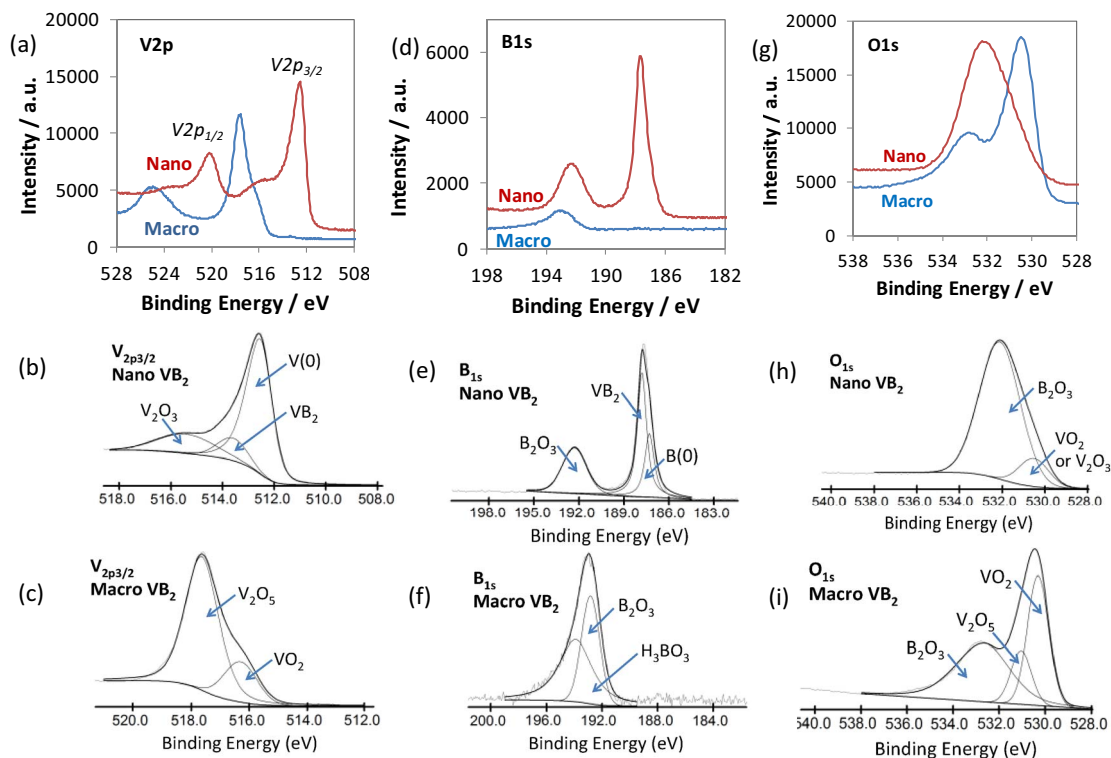 (a)
V2p
V2p3/2
V2p1/2
Nano
Macro
20000
15000
10000
5000
0
Intensity / a.u.
528 524 520 516 512 508
Binding Energy / eV
(d)
B1s
Nano
Macro
6000
4000
2000
0
Intensity / a.u.
198 194 190 186 182
Binding Energy / eV
(g)
O1s
Nano
Macro
20000
15000
10000
5000
0
Intensity / a.u.
538 536 534 532 530 528
Binding Energy / eV
(b)
V2p3/2
Nano VB2
V(0)
V2O3
VB2
518.0 516.0 514.0 512.0 510.0 508.0
Binding Energy (eV)
(e)
B1s
Nano VB2
VB2
B2O3
B(0)
198.0 195.0 192.0 189.0 186.0 183.0
Binding Energy (eV)
(h)
O1s
Nano VB2
B2O3
VO2
or V2O3
540.0 538.0 536.0 534.0 532.0 530.0 528.0
Binding Energy (eV)
(c)
V2p3/2
Macro VB2
V2O5
VO2
520.0 518.0 516.0 514.0 512.0
Binding Energy (eV)
(f)
B1s
Macro VB2
B2O3
H3BO3
200.0 196.0 192.0 188.0 184.0
Binding Energy (eV)
(i)
O1s
Macro VB2
VO2
V2O5
B2O3
540.0 538.0 536.0 534.0 532.0 530.0 528.0
Binding Energy (eV)